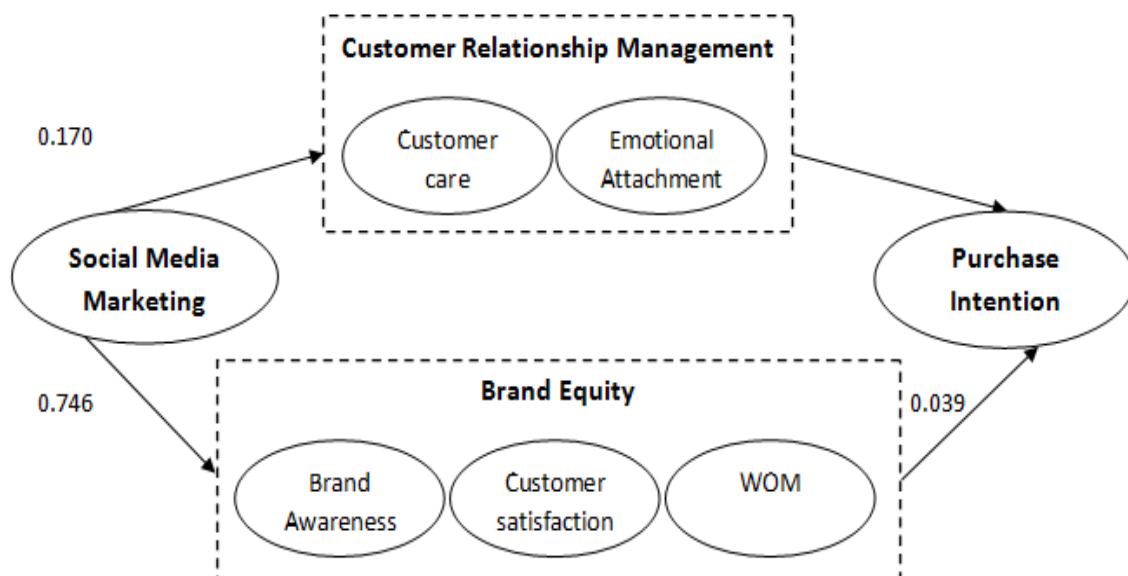 Customer Relationship Management
0.170
Customer
care
Emotional
Attachment
Social Media
Marketing
Purchase
Intention
0.746
Brand Equity
0.039
Brand
Awareness
Customer
satisfaction
WOM